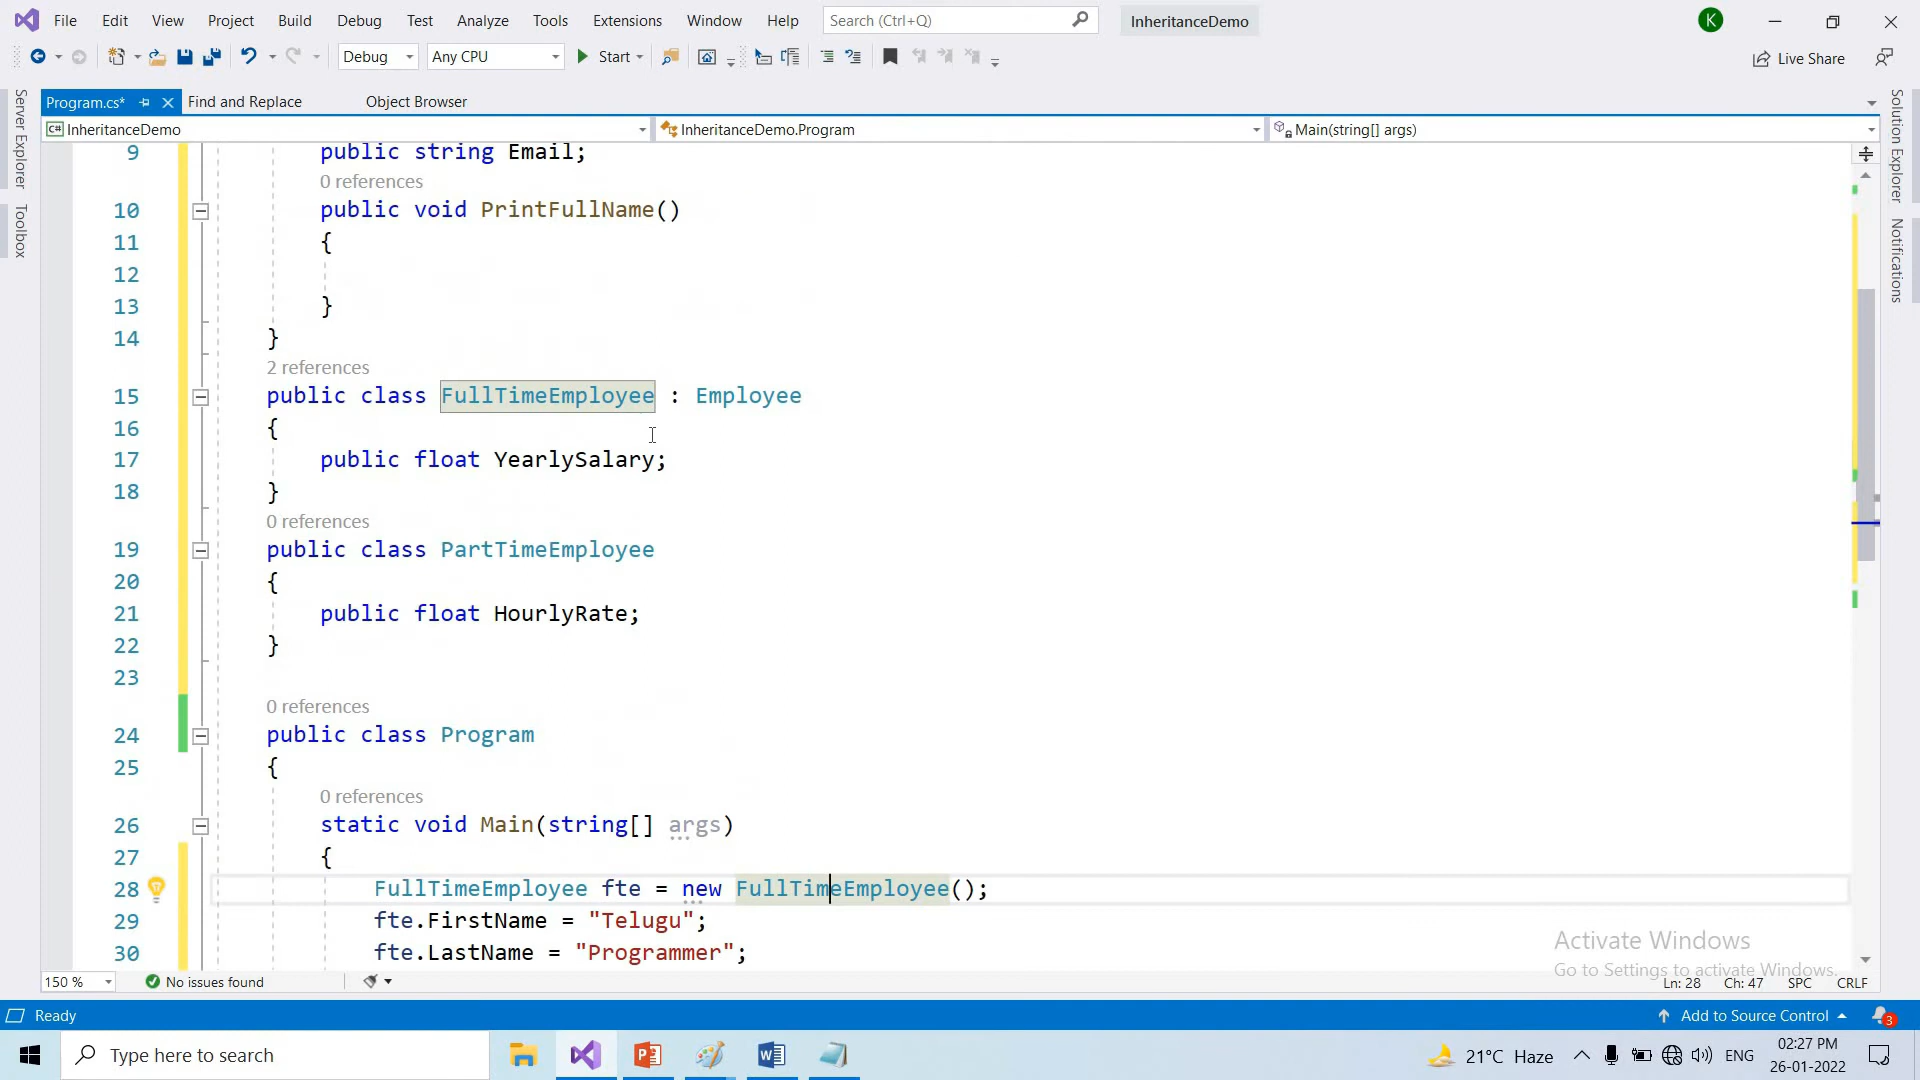 File Edit View Project Build Debug Test Analyze Tools Extensions Window Help Search (Ctrl+Q) InheritanceDemo K
Debug Any CPU Start Live Share
Program.cs* Find and Replace Object Browser
C# InheritanceDemo InheritanceDemo.Program Main(string[] args)
Server Explorer
Toolbox
Solution Explorer
Notifications
9 public string Email;
0 references
10 public void PrintFullName()
11 {
12
13 }
14 }
2 references
15 public class FullTimeEmployee : Employee
16 {
17 public float YearlySalary;
18 }
0 references
19 public class PartTimeEmployee
20 {
21 public float HourlyRate;
22 }
23
0 references
24 public class Program
25 {
0 references
26 static void Main(string[] args)
27 {
28 FullTimeEmployee fte = new FullTimeEmployee();
29 fte.FirstName = "Telugu";
30 fte.LastName = "Programmer";
Activate Windows
Go to Settings to activate Windows.
150 % No issues found Ln: 28 Ch: 47 SPC CRLF
Ready Add to Source Control 3
Type here to search 21°C Haze ENG 02:27 PM
26-01-2022